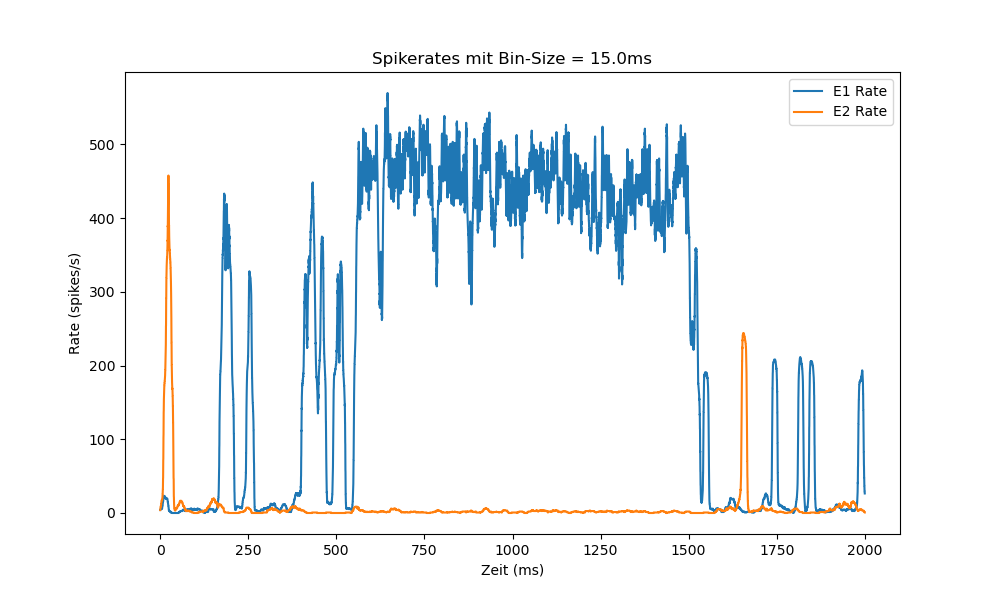 Spikerates mit Bin-Size = 15.0ms
E1 Rate
E2 Rate
Rate (spikes/s)
500
400
300
200
100
0
0 250 500 750 1000 1250 1500 1750 2000
Zeit (ms)